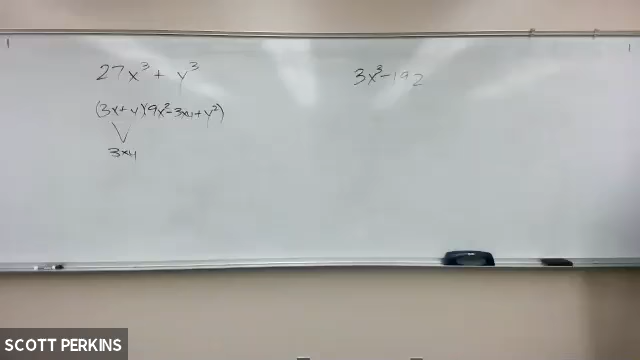 27x³ + y³
(3x+y)(9x²-3xy+y²)
3xy
3x³-192
SCOTT PERKINS